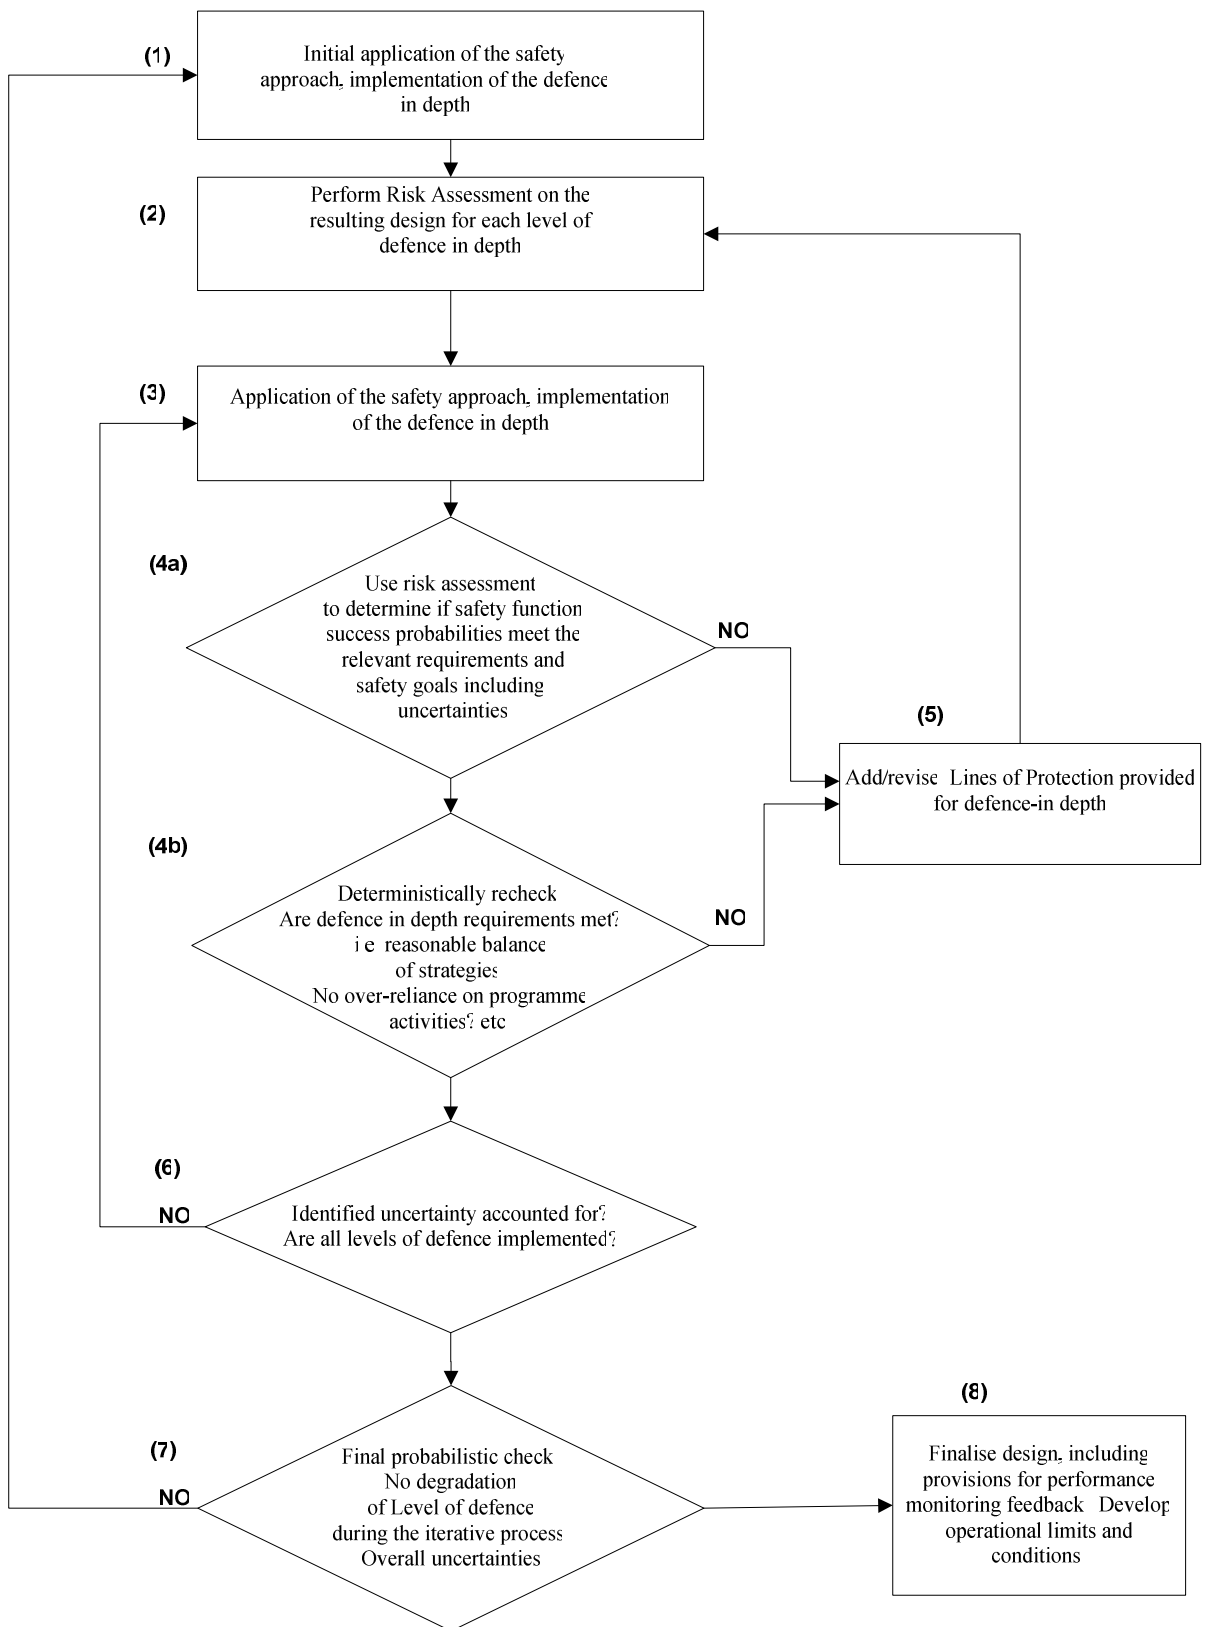 (1)
Initial application of the safety
approach, implementation of the defence
in depth
(2)
Perform Risk Assessment on the
resulting design for each level of
defence in depth
(3)
Application of the safety approach, implementation
of the defence in depth
(4a)
Use risk assessment
to determine if safety function
success probabilities meet the
relevant requirements and
safety goals including
uncertainties
NO
(5)
Add/revise Lines of Protection provided
for defence-in depth
(4b)
Deterministically recheck
Are defence in depth requirements met?
i e reasonable balance
of strategies
No over-reliance on programme
activities? etc
NO
(6)
NO
Identified uncertainty accounted for?
Are all levels of defence implemented?
(7)
NO
Final probabilistic check
No degradation
of Level of defence
during the iterative process
Overall uncertainties
(8)
Finalise design, including
provisions for performance
monitoring feedback Develop
operational limits and
conditions